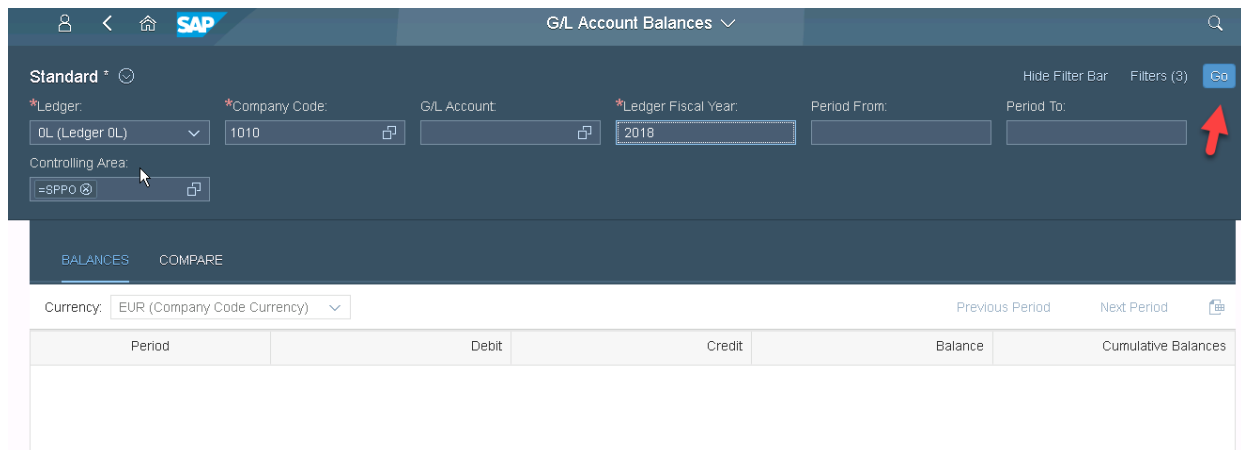 SAP G/L Account Balances
Standard * Hide Filter Bar Filters (3) Go
*Ledger: *Company Code: G/L Account: *Ledger Fiscal Year: Period From: Period To:
0L (Ledger 0L) 1010 2018
Controlling Area:
=SPPO
BALANCES COMPARE
Currency: EUR (Company Code Currency) Previous Period Next Period
Period Debit Credit Balance Cumulative Balances